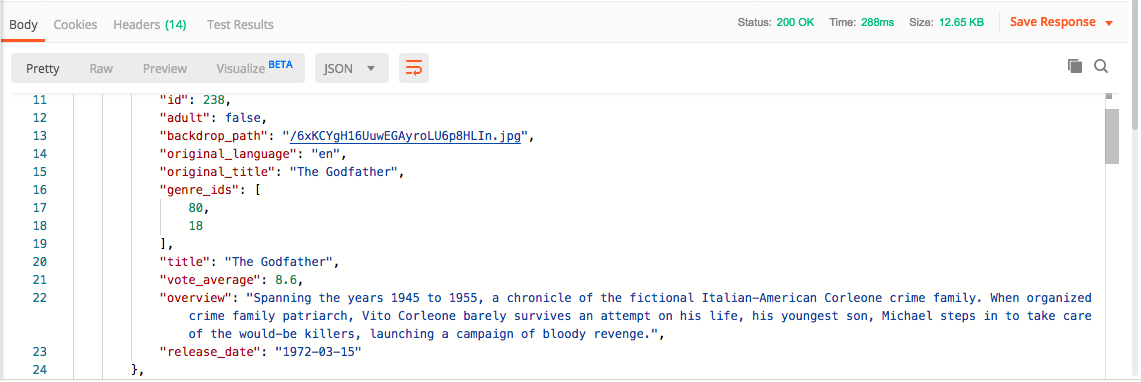 Body Cookies Headers (14) Test Results Status: 200 OK Time: 288ms Size: 12.65 KB Save Response
Pretty Raw Preview Visualize BETA JSON
11 "id": 238,
12 "adult": false,
13 "backdrop_path": "/6xKCYgH16UuwEGAyroLU6p8HLIn.jpg",
14 "original_language": "en",
15 "original_title": "The Godfather",
16 "genre_ids": [
17 80,
18 18
19 ],
20 "title": "The Godfather",
21 "vote_average": 8.6,
22 "overview": "Spanning the years 1945 to 1955, a chronicle of the fictional Italian-American Corleone crime family. When organized
crime family patriarch, Vito Corleone barely survives an attempt on his life, his youngest son, Michael steps in to take care
of the would-be killers, launching a campaign of bloody revenge.",
23 "release_date": "1972-03-15"
24 },